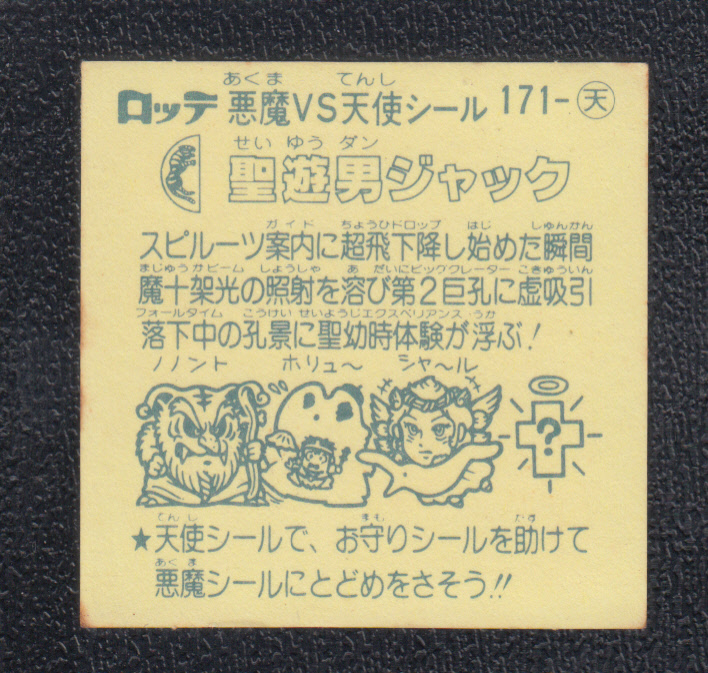 あくま てんし
ロッテ 悪魔VS天使シール 171-天
せい ゆう ダン
聖遊男ジャック
ガイド ちょうひドロップ はじ しゅんかん
スピルーツ案内に超飛下降し始めた瞬間
まじゅうかビーム しょうしゃ あ だいにビッククレーター こきゅういん
魔十架光の照射を溶び第2巨孔に虚吸引
フォールタイム こうけい せいようじエクスペリアンス うか
落下中の孔景に聖幼時体験が浮ぶ!
ノノント ホリュ〜 シャ〜ル
?
てんし まも たす
★天使シールで、お守りシールを助けて
あくま
悪魔シールにとどめをさそう!!